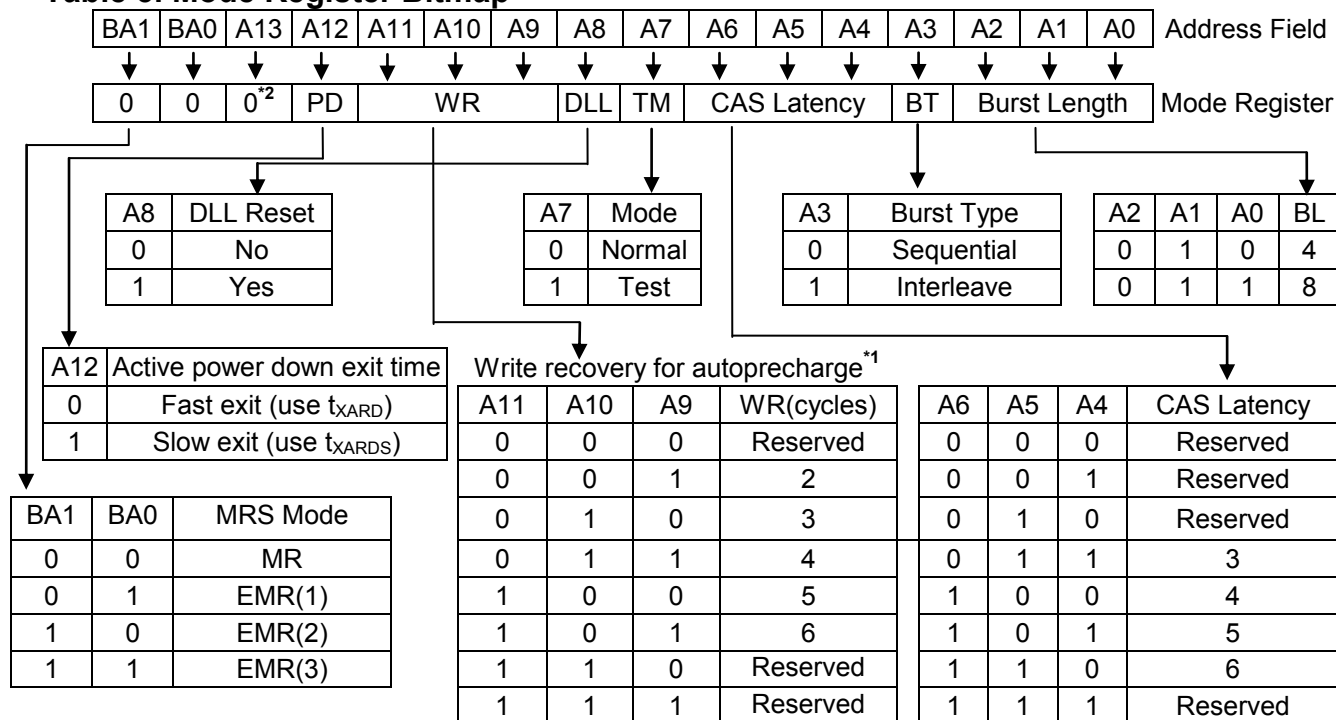 Table Mode Register Bitmap
BA1 BA0 A13 A12 A11 A10 A9 A8 A7 A6 A5 A4 A3 A2 A1 A0 Address Field
0 0 0*2 PD WR DLL TM CAS Latency BT Burst Length Mode Register
A8 DLL Reset
0 No
1 Yes
A7 Mode
0 Normal
1 Test
A3 Burst Type
0 Sequential
1 Interleave
A2 A1 A0 BL
0 1 0 4
0 1 1 8
A12 Active power down exit time
0 Fast exit (use tXARD)
1 Slow exit (use tXARDS)
BA1 BA0 MRS Mode
0 0 MR
0 1 EMR(1)
1 0 EMR(2)
1 1 EMR(3)
Write recovery for autoprecharge*1
A11 A10 A9 WR(cycles)
0 0 0 Reserved
0 0 1 2
0 1 0 3
0 1 1 4
1 0 0 5
1 0 1 6
1 1 0 Reserved
1 1 1 Reserved
A6 A5 A4 CAS Latency
0 0 0 Reserved
0 0 1 Reserved
0 1 0 Reserved
0 1 1 3
1 0 0 4
1 0 1 5
1 1 0 6
1 1 1 Reserved